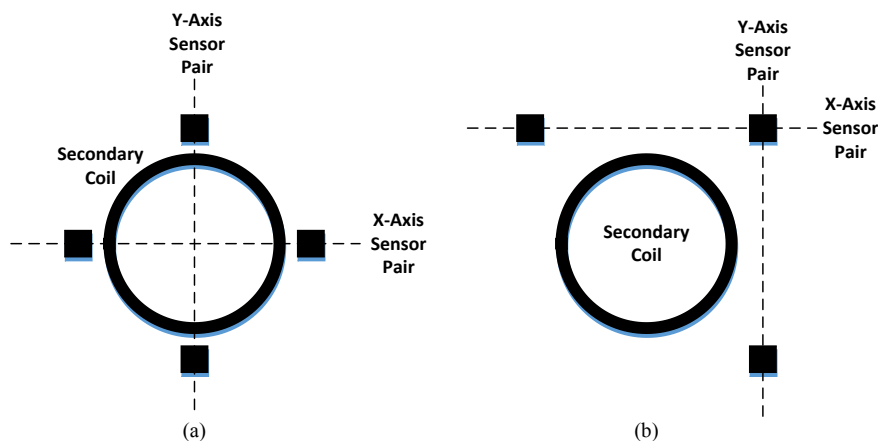 Y-Axis
Sensor
Pair
Secondary
Coil
X-Axis
Sensor
Pair
(a)
Y-Axis
Sensor
Pair
X-Axis
Sensor
Pair
Secondary
Coil
(b)